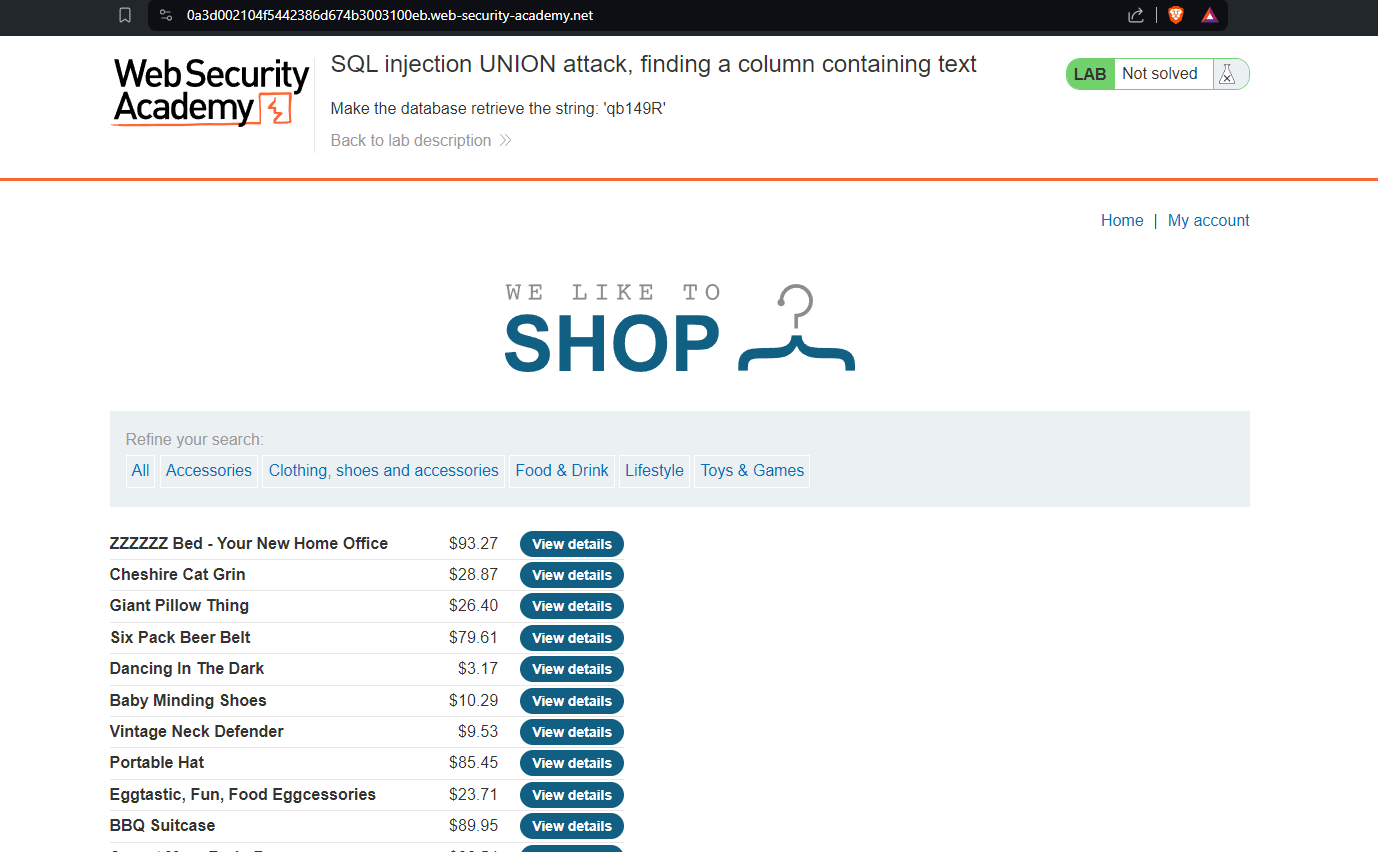 0a3d002104f5442386d674b3003100eb.web-security-academy.net
Web Security
Academy
SQL injection UNION attack, finding a column containing text
LAB Not solved
Make the database retrieve the string: 'qb149R'
Back to lab description
Home | My account
WE LIKE TO
SHOP
Refine your search:
All Accessories Clothing, shoes and accessories Food & Drink Lifestyle Toys & Games
ZZZZZZ Bed - Your New Home Office $93.27 View details
Cheshire Cat Grin $28.87 View details
Giant Pillow Thing $26.40 View details
Six Pack Beer Belt $79.61 View details
Dancing In The Dark $3.17 View details
Baby Minding Shoes $10.29 View details
Vintage Neck Defender $9.53 View details
Portable Hat $85.45 View details
Eggtastic, Fun, Food Eggcessories $23.71 View details
BBQ Suitcase $89.95 View details